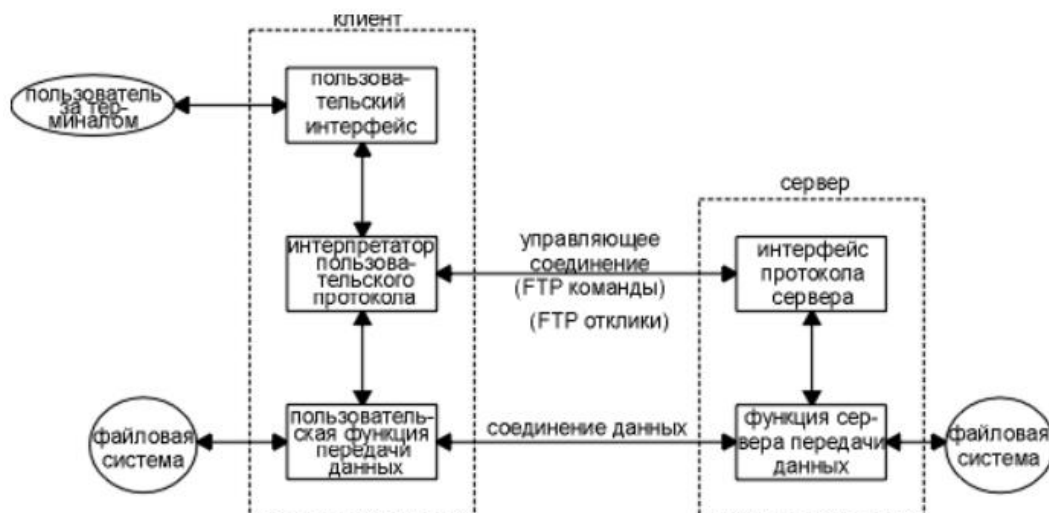 клиент
пользователь
за тер-
миналом
пользова-
тельский
интерфейс
сервер
интерпретатор
пользова-
тельского
протокола
управляющее
соединение
(FTP команды)
(FTP отклики)
интерфейс
протокола
сервера
файловая
система
пользователь-
ская функция
передачи
данных
соединение данных
функция сер-
вера передачи
данных
файловая
система